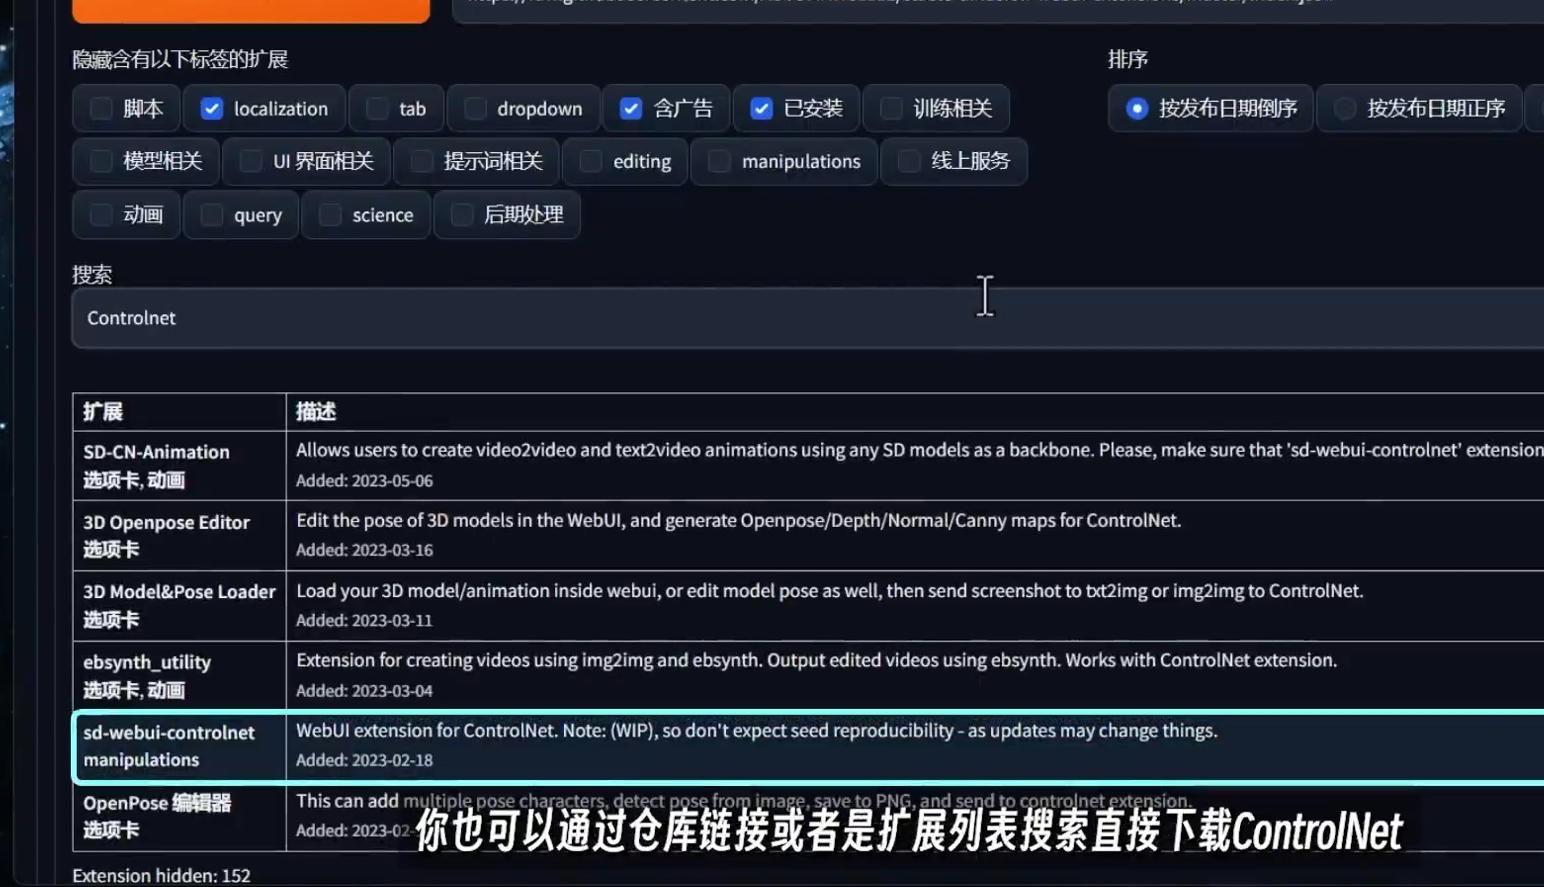 隐藏含有以下标签的扩展
排序
脚本 localization tab dropdown 含广告 已安装 训练相关
按发布日期倒序 按发布日期正序
模型相关 UI 界面相关 提示词相关 editing manipulations 线上服务
动画 query science 后期处理
搜索
Controlnet
扩展 描述
SD-CN-Animation Allows users to create video2video and text2video animations using any SD models as a backbone. Please, make sure that 'sd-webui-controlnet' extension
选项卡, 动画 Added: 2023-05-06
3D Openpose Editor Edit the pose of 3D models in the WebUI, and generate Openpose/Depth/Normal/Canny maps for ControlNet.
选项卡 Added: 2023-03-16
3D Model&Pose Loader Load your 3D model/animation inside webui, or edit model pose as well, then send screenshot to txt2img or img2img to ControlNet.
选项卡 Added: 2023-03-11
ebsynth_utility Extension for creating videos using img2img and ebsynth. Output edited videos using ebsynth. Works with ControlNet extension.
选项卡, 动画 Added: 2023-03-04
sd-webui-controlnet WebUI extension for ControlNet. Note: (WIP), so don't expect seed reproducibility - as updates may change things.
manipulations Added: 2023-02-18
OpenPose 编辑器 This can add multiple pose characters, detect pose from image, save to PNG, and send to controlnet extension.
选项卡 Added: 2023-02-
你也可以通过仓库链接或者是扩展列表搜索直接下载ControlNet
Extension hidden: 152